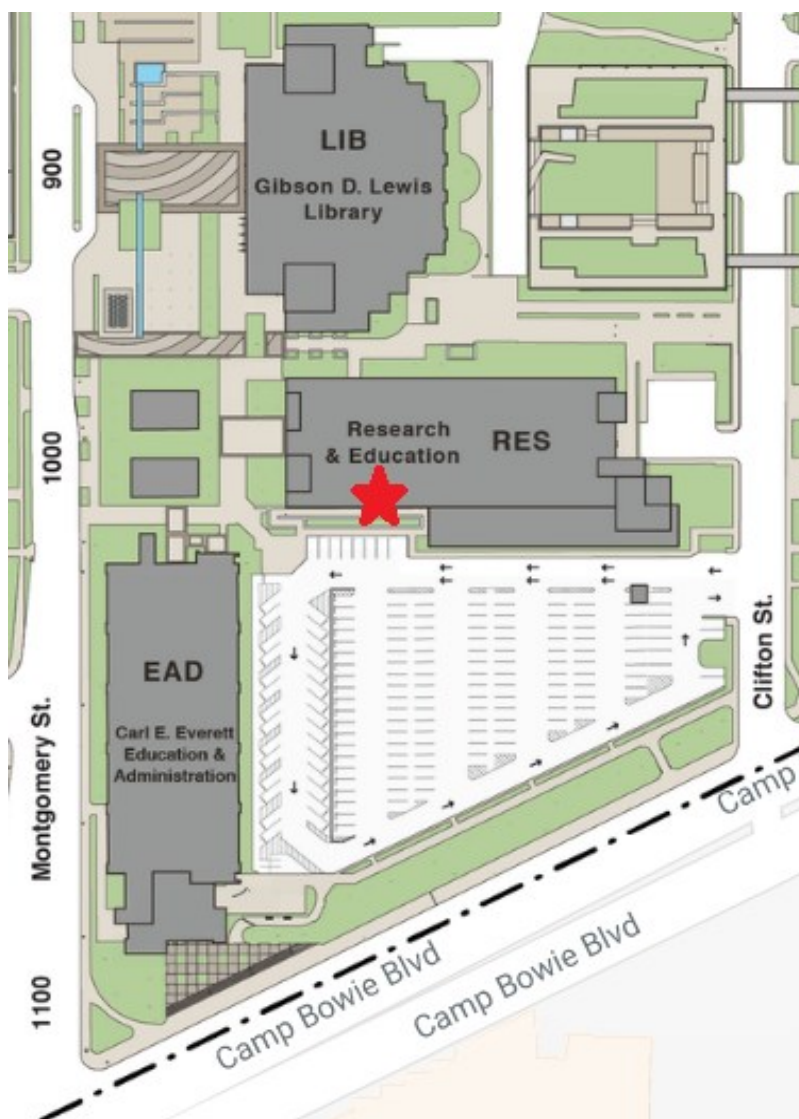 LIB
Gibson D. Lewis
Library
900
Research
& Education
RES
1000
EAD
Carl E. Everett
Education &
Administration
Montgomery St.
Clifton St.
1100
Camp
Camp Bowie Blvd
Camp Bowie Blvd